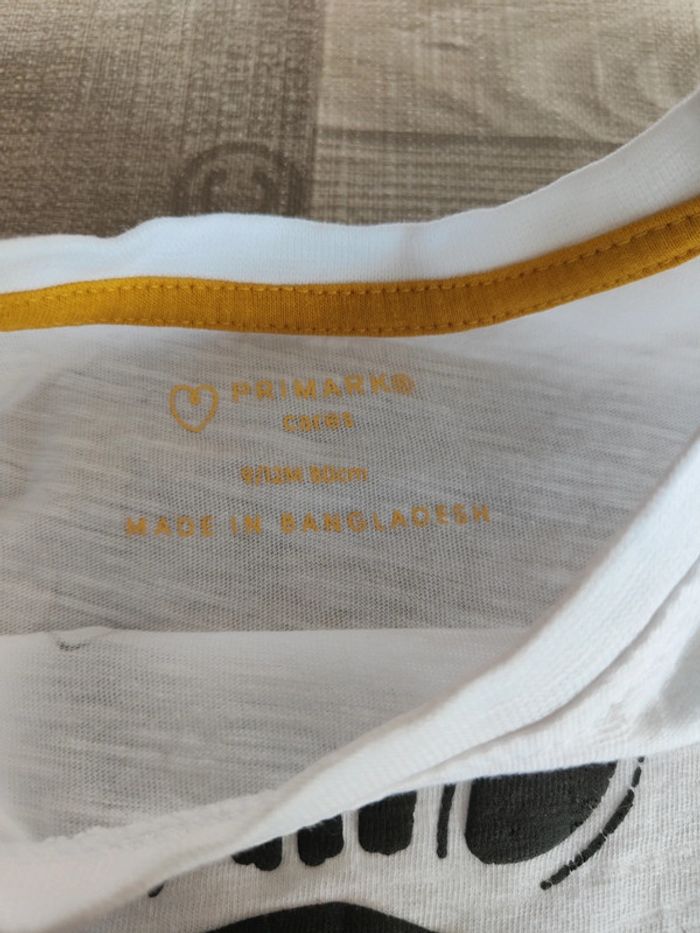 PRIMARK®
cares
9/12M 80cm
MADE IN BANGLADESH